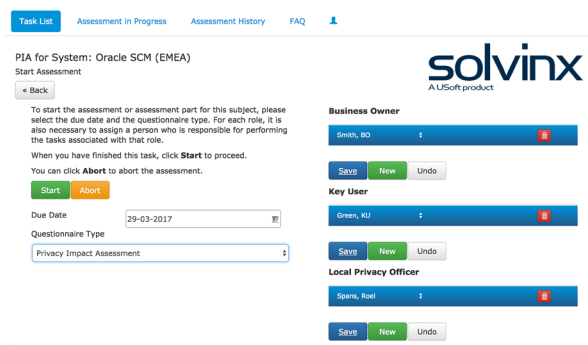 Task List
Assessment in Progress
Assessment History
FAQ
PIA for System: Oracle SCM (EMEA)
Start Assessment
« Back
To start the assessment or assessment part for this subject, please
select the due date and the questionnaire type. For each role, it is
also necessary to assign a person who is responsible for performing
the tasks associated with that role.
When you have finished this task, click Start to proceed.
You can click Abort to abort the assessment.
Start
Abort
Due Date
29-03-2017
Questionnaire Type
Privacy Impact Assessment
solvinx
A USoft product
Business Owner
Smith, BO
Save
New
Undo
Key User
Green, KU
Save
New
Undo
Local Privacy Officer
Spans, Roel
Save
New
Undo